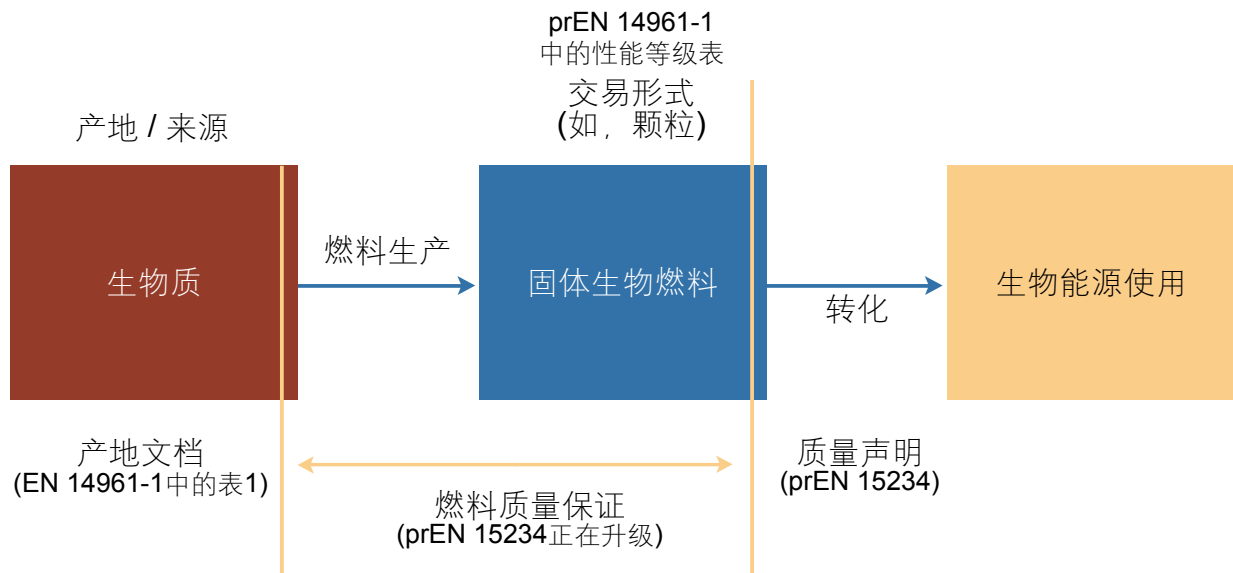 prEN 14961-1
中的性能等级表
交易形式
(如，颗粒)
产地 / 来源
生物质
燃料生产
固体生物燃料
转化
生物能源使用
产地文档
(EN 14961-1中的表1)
燃料质量保证
(prEN 15234正在升级)
质量声明
(prEN 15234)